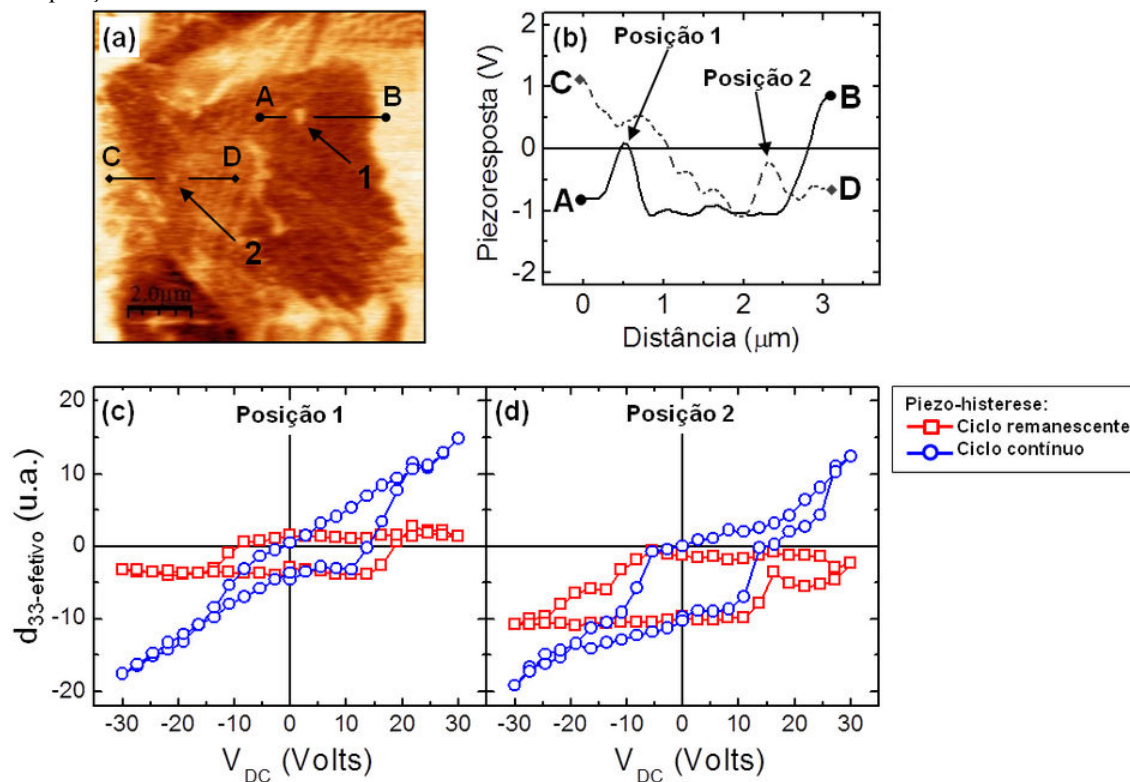 (a)
A
B
C
D
1
2
2.0µm
(b)
Posição 1
Posição 2
C
B
A
D
Piezoresposta (V)
2
1
0
-1
-2
0 1 2 3
Distância (µm)
(c) Posição 1
(d) Posição 2
d33-efetivo (u.a.)
20
10
0
-10
-20
-30 -20 -10 0 10 20 30
-30 -20 -10 0 10 20 30
VDC (Volts)
VDC (Volts)
Piezo-histerese:
Ciclo remanescente
Ciclo contínuo